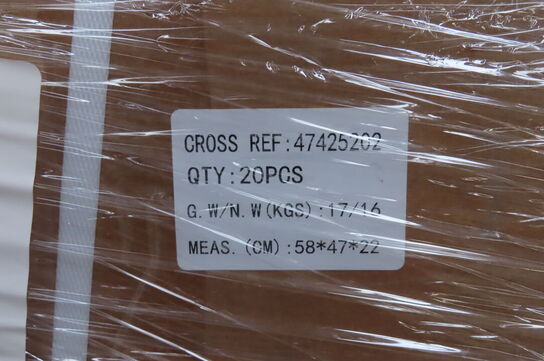 CROSS REF:47425202
QTY:20PCS
G.W/N.W(KGS):17/16
MEAS.(CM):58*47*22